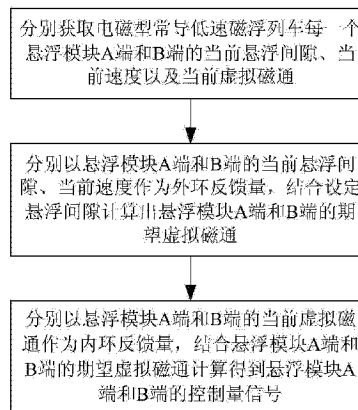 分别获取电磁型常导低速磁浮列车每一个
悬浮模块A端和B端的当前悬浮间隙、当
前速度以及当前虚拟磁通
分别以悬浮模块A端和B端的当前悬浮间
隙、当前速度作为外环反馈量，结合设定
悬浮间隙计算出悬浮模块A端和B端的期
望虚拟磁通
分别以悬浮模块A端和B端的当前虚拟磁
通作为内环反馈量，结合悬浮模块A端和
B端的期望虚拟磁通计算得到悬浮模块A
端和B端的控制量信号